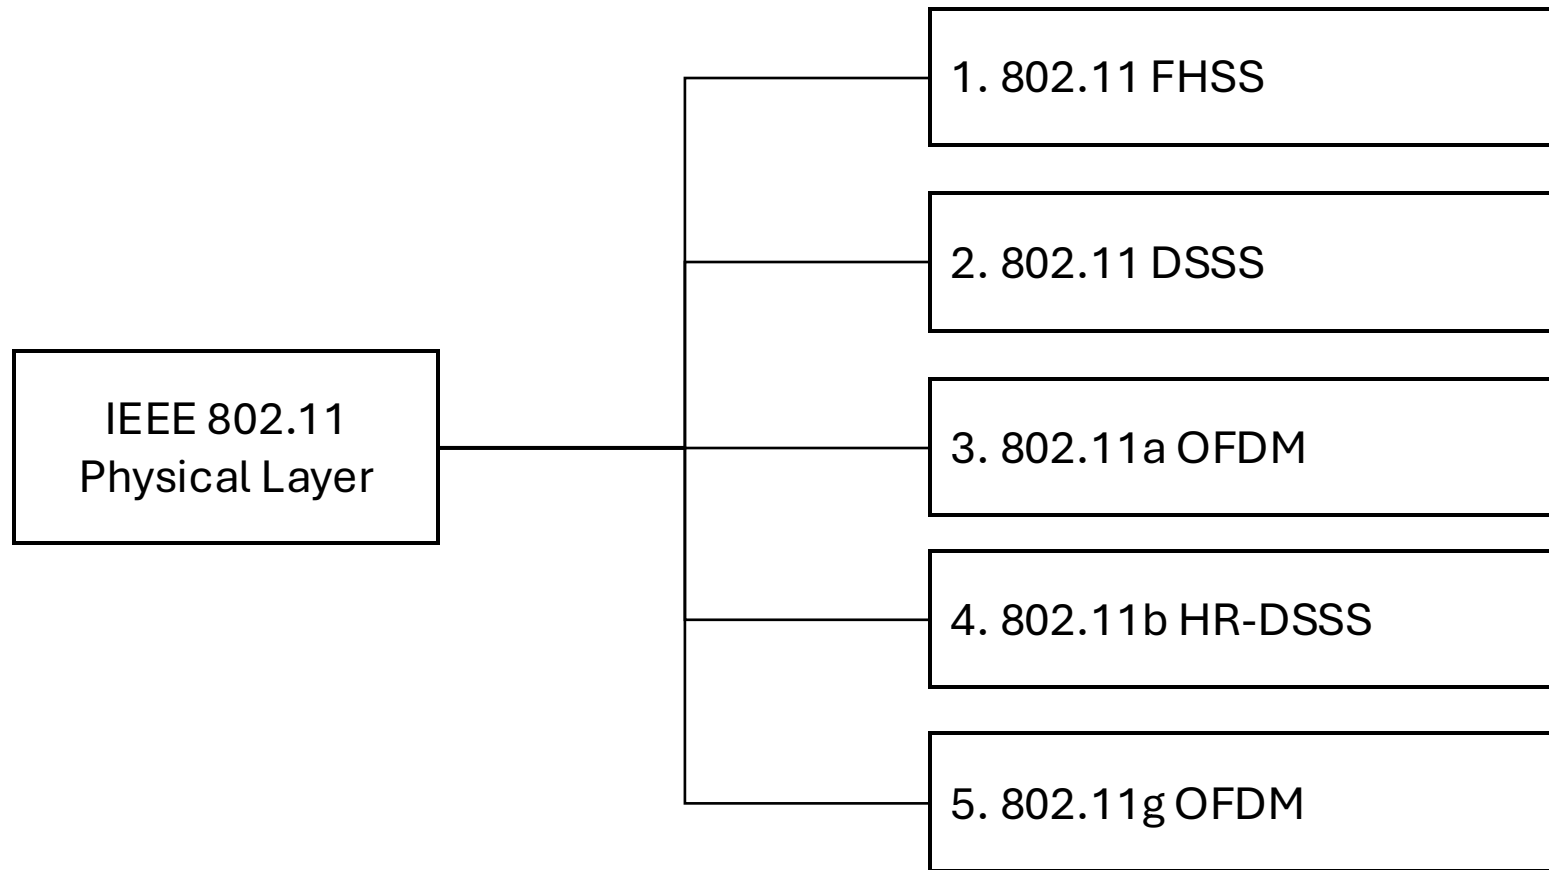 1. 802.11 FHSS
2. 802.11 DSSS
IEEE 802.11
Physical Layer
3. 802.11a OFDM
4. 802.11b HR-DSSS
5. 802.11g OFDM